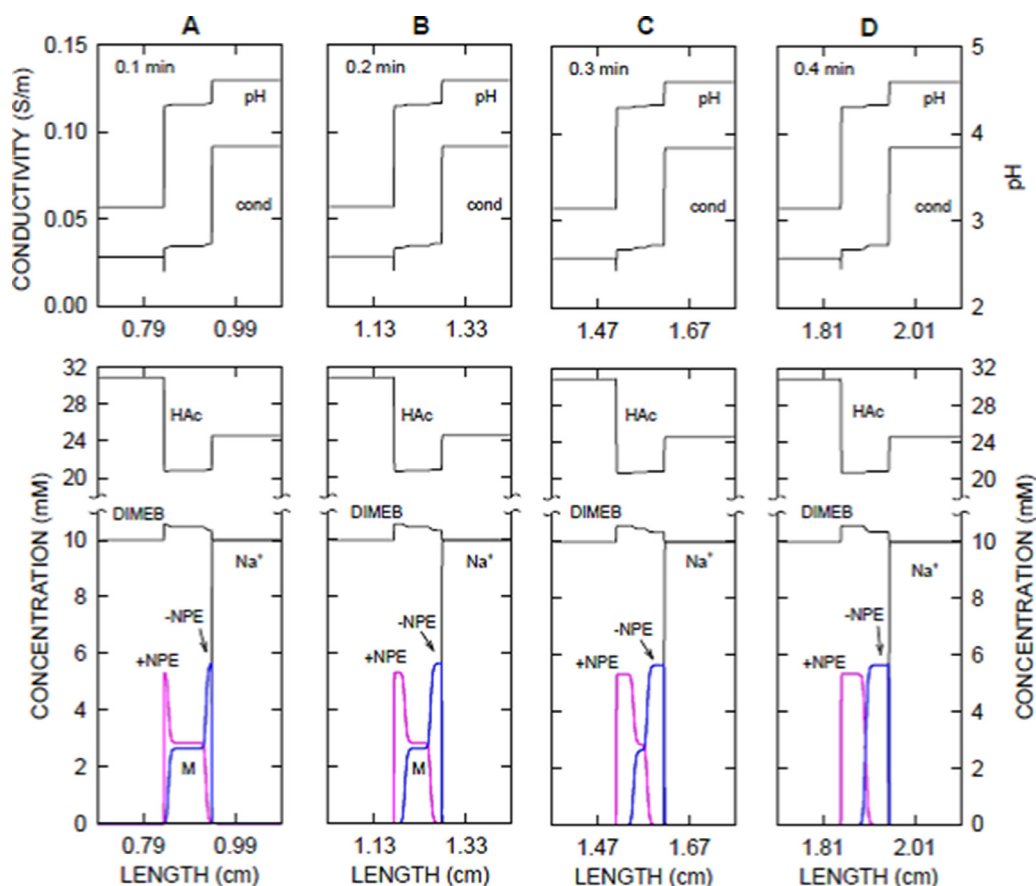 A B C D
0.15 5
0.1 min 0.2 min 0.3 min 0.4 min
pH pH pH pH
0.10 4
CONDUCTIVITY (S/m) pH
cond cond cond cond
0.05 3
0.00 2
0.79 0.99 1.13 1.33 1.47 1.67 1.81 2.01
32 32
28 28
HAc HAc HAc HAc
24 24
20 20
CONCENTRATION (mM) CONCENTRATION (mM)
DIMEB DIMEB DIMEB DIMEB
10 10
Na+ Na+ Na+ Na+
8 8
-NPE -NPE -NPE -NPE
6 6
+NPE +NPE +NPE +NPE
4 4
2 2
M M
0 0
0.79 0.99 1.13 1.33 1.47 1.67 1.81 2.01
LENGTH (cm) LENGTH (cm) LENGTH (cm) LENGTH (cm)